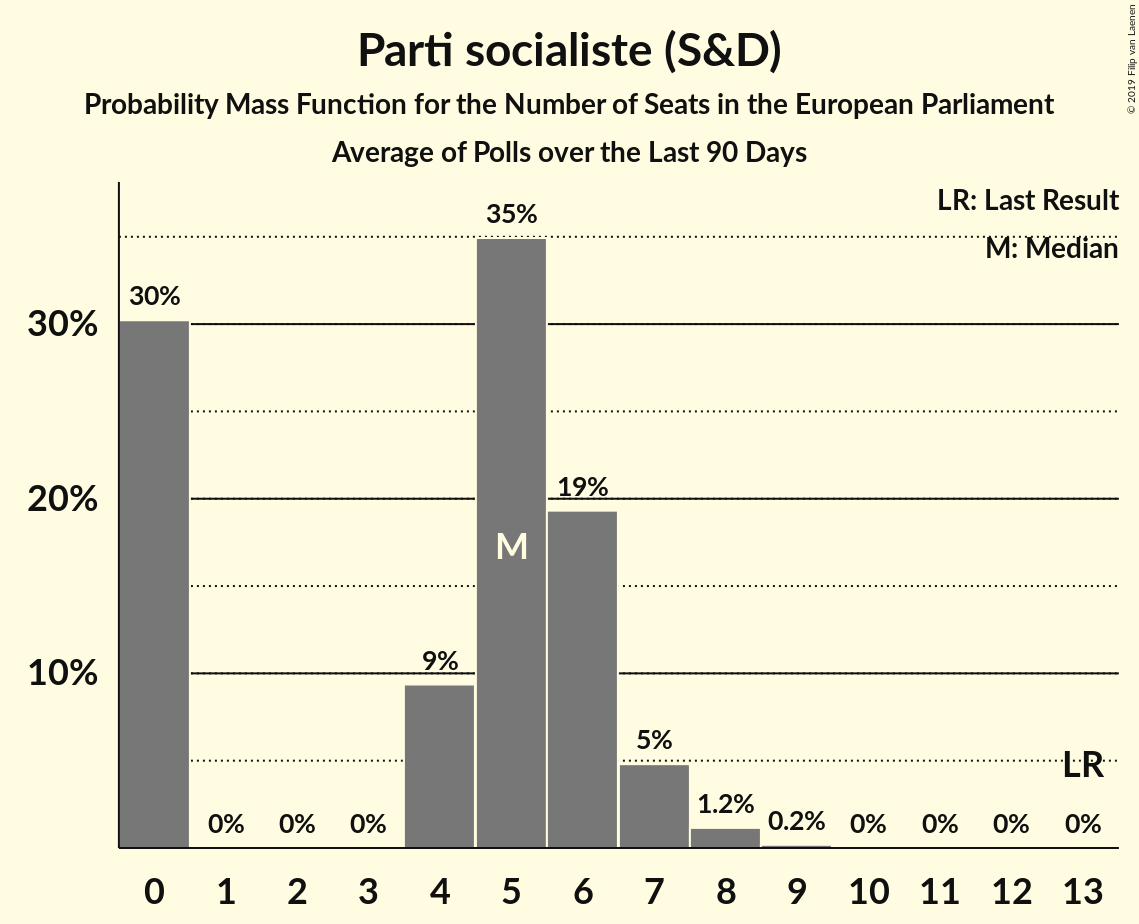 Parti socialiste (S&D)
Probability Mass Function for the Number of Seats in the European Parliament
Average of Polls over the Last 90 Days
© 2019 Filip van Laenen
LR: Last Result
M: Median
35%
30%
30%
20%
19%
M
10%
9%
5%
LR
1.2%
0% 0% 0% 0.2% 0% 0% 0% 0%
0 1 2 3 4 5 6 7 8 9 10 11 12 13